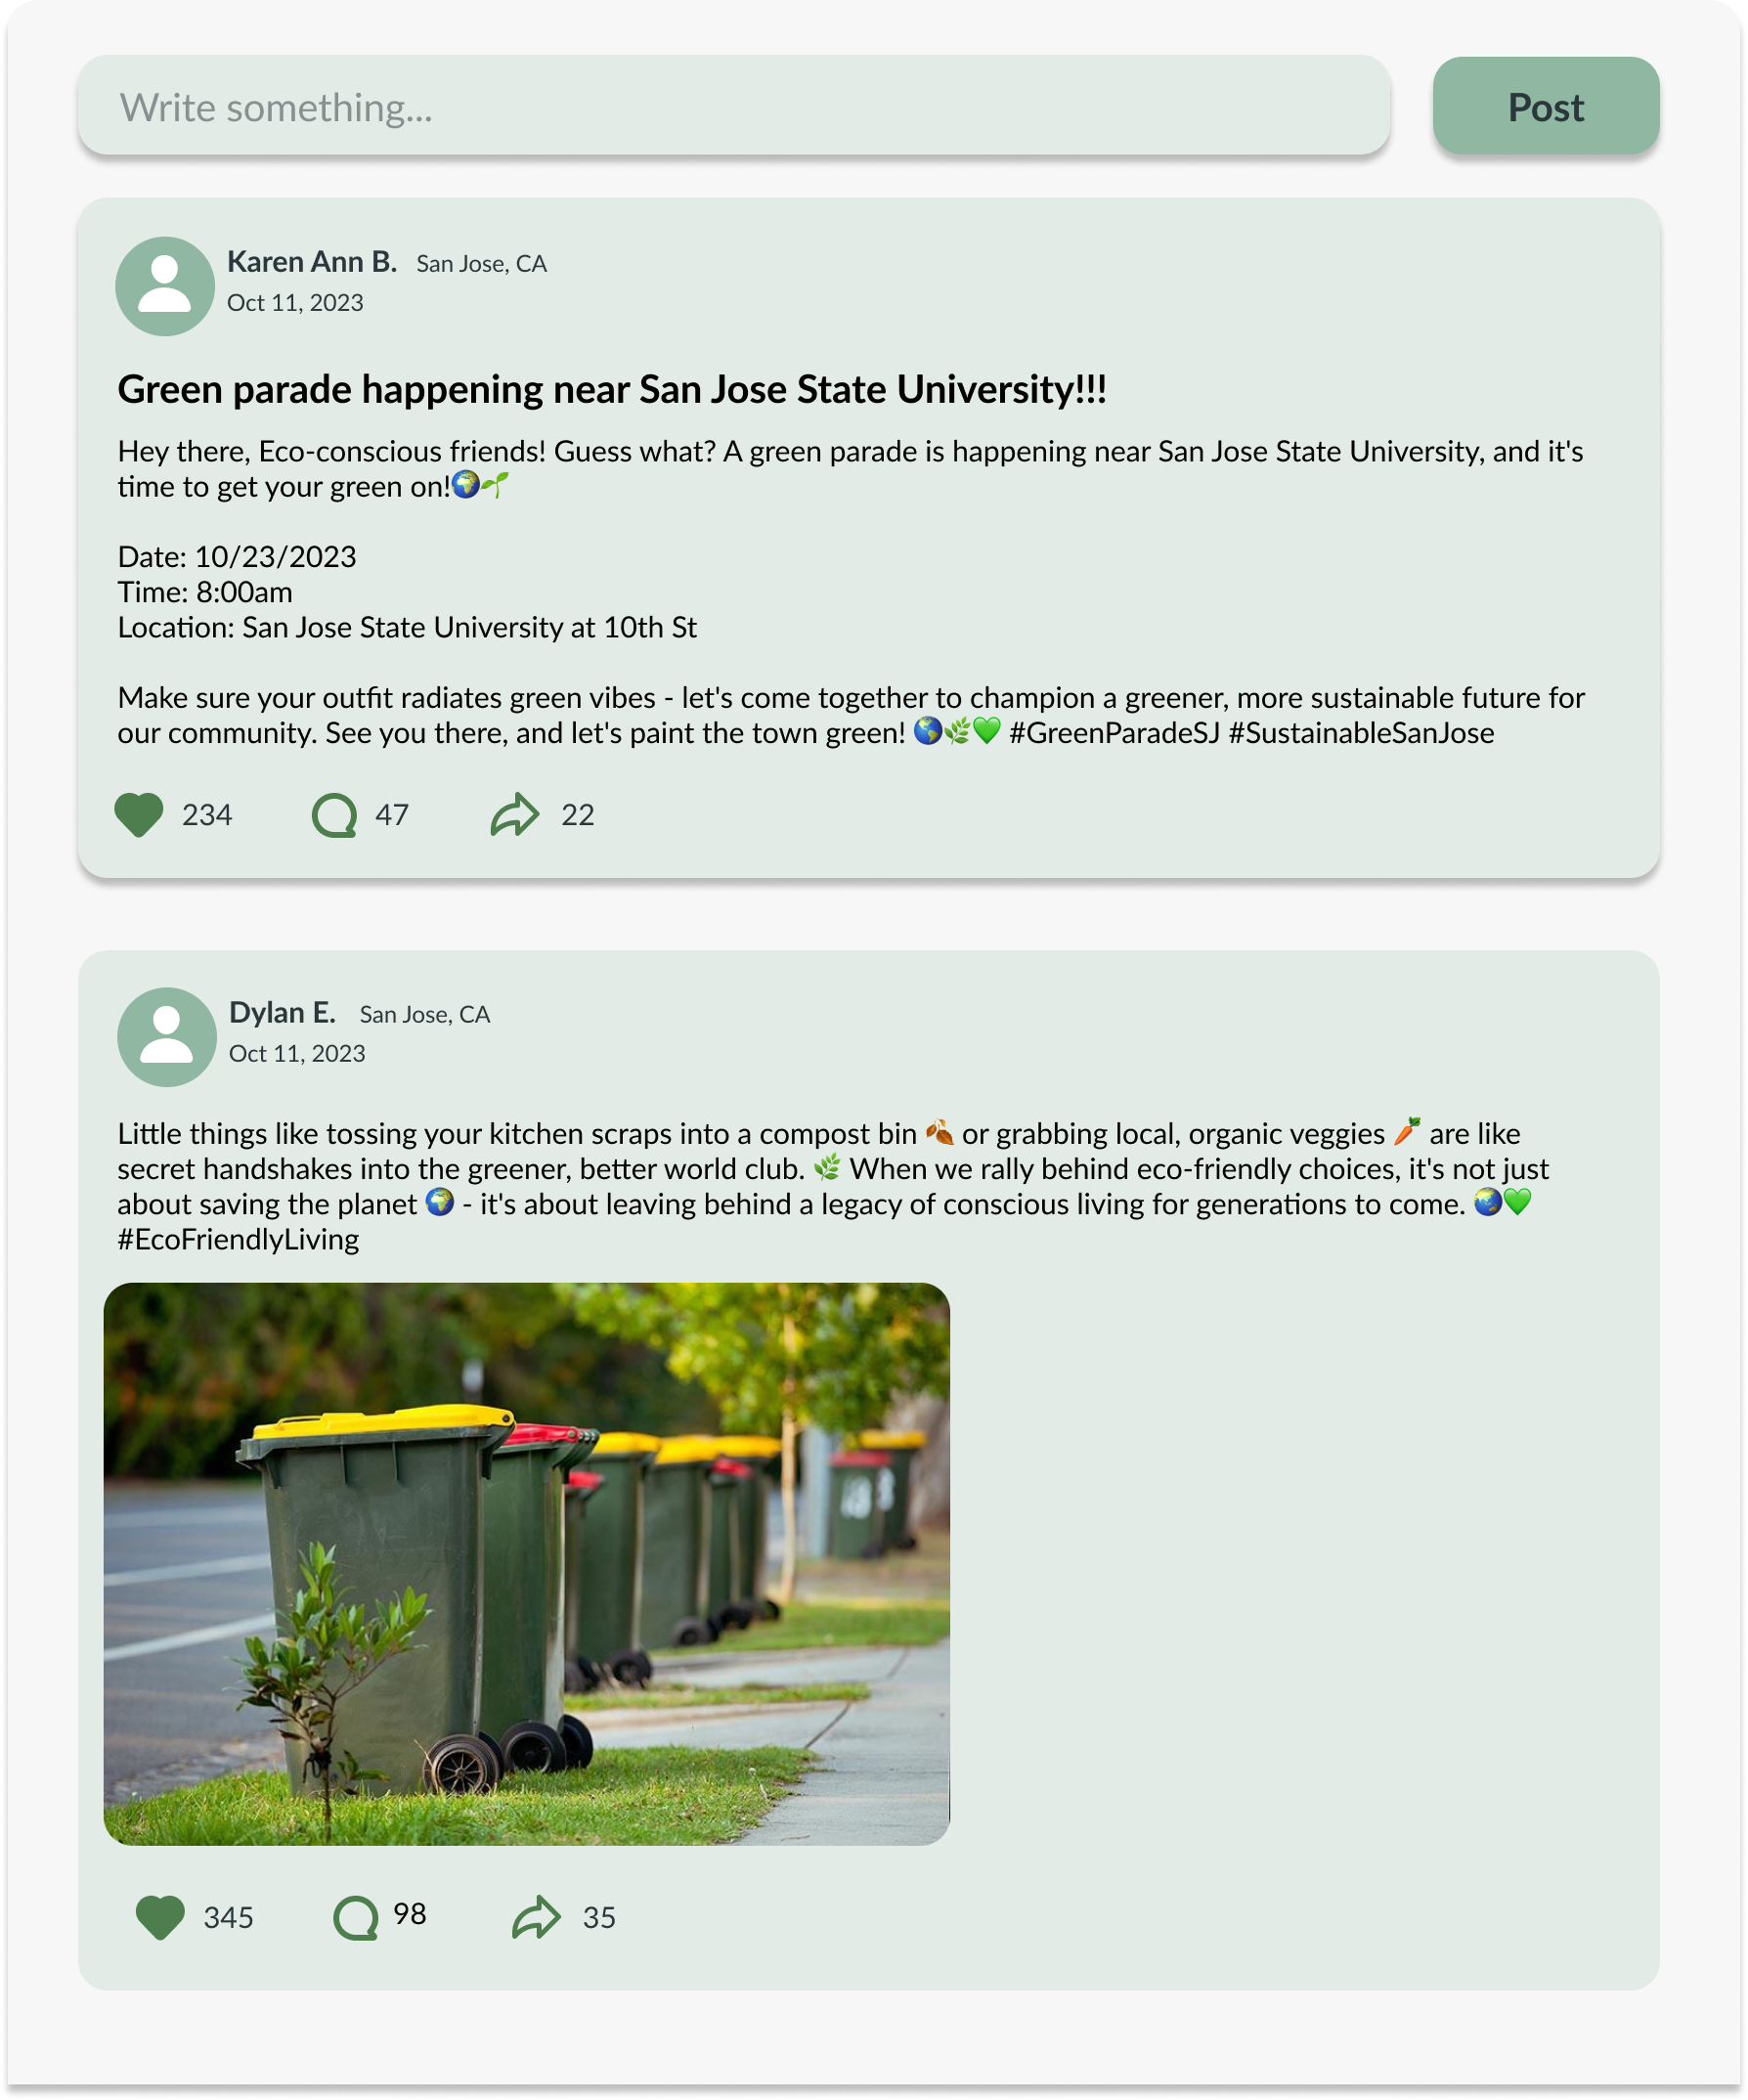 Write something...
Post
Karen Ann B. San Jose, CA
Oct 11, 2023
Green parade happening near San Jose State University!!!
Hey there, Eco-conscious friends! Guess what? A green parade is happening near San Jose State University, and it's
time to get your green on!🌍🌱
Date: 10/23/2023
Time: 8:00am
Location: San Jose State University at 10th St
Make sure your outfit radiates green vibes - let's come together to champion a greener, more sustainable future for
our community. See you there, and let's paint the town green! 🌎🌿💚 #GreenParadeSJ #SustainableSanJose
234 47 22
Dylan E. San Jose, CA
Oct 11, 2023
Little things like tossing your kitchen scraps into a compost bin 🍂 or grabbing local, organic veggies 🥕 are like
secret handshakes into the greener, better world club. 🌿 When we rally behind eco-friendly choices, it's not just
about saving the planet 🌍 - it's about leaving behind a legacy of conscious living for generations to come. 🌏💚
#EcoFriendlyLiving
345 98 35